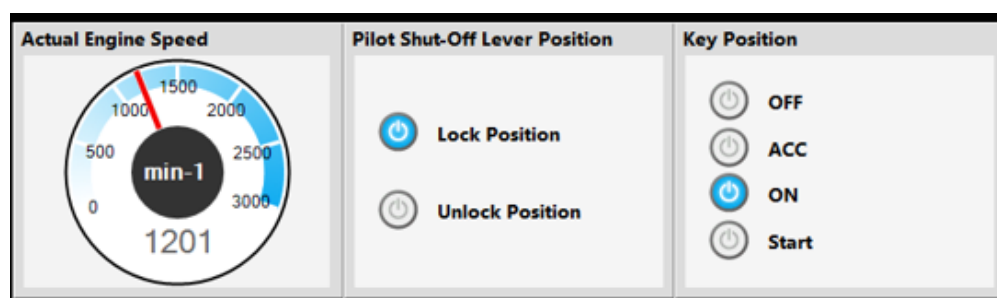 Actual Engine Speed
0
500
1000
1500
2000
2500
3000
min-1
1201
Pilot Shut-Off Lever Position
Lock Position
Unlock Position
Key Position
OFF
ACC
ON
Start